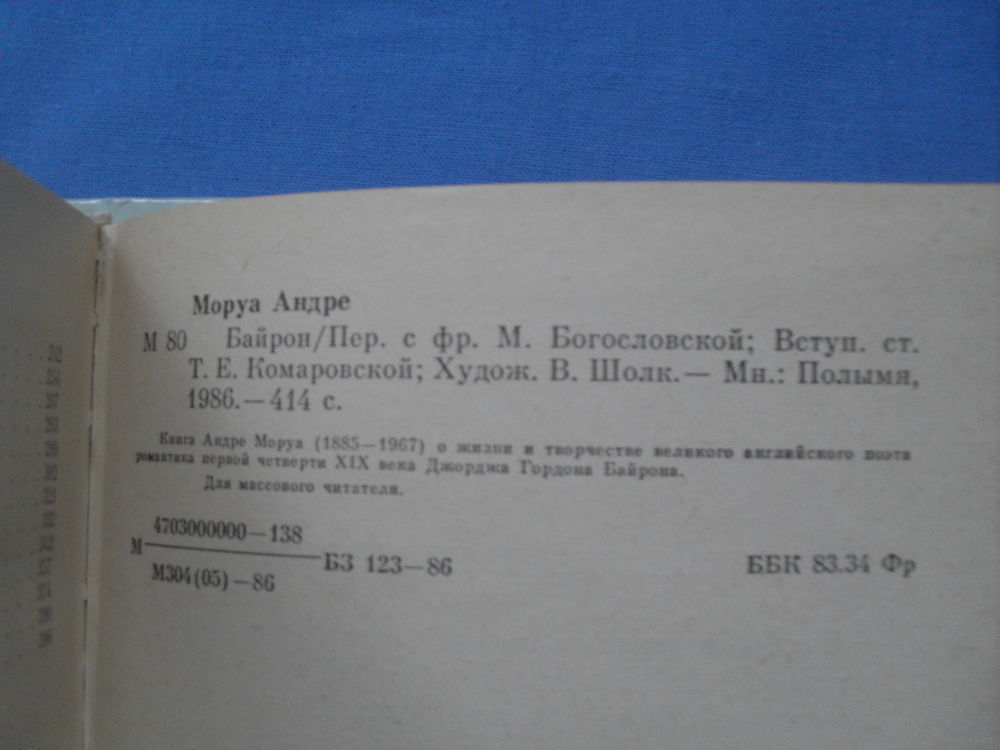 Моруа Андре
М 80 Байрон/Пер. с фр. М. Богословской; Вступ. ст.
Т. Е. Комаровской; Худож. В. Шолк.— Мн.: Полымя,
1986.—414 с.
Книга Андре Моруа (1885—1967) о жизни и творчестве великого английского поэта
романтика первой четверти XIX века Джорджа Гордона Байрона.
Для массового читателя.
4703000000—138
М
БЗ 123—86
М304(05)—86
ББК 83.34 Фр